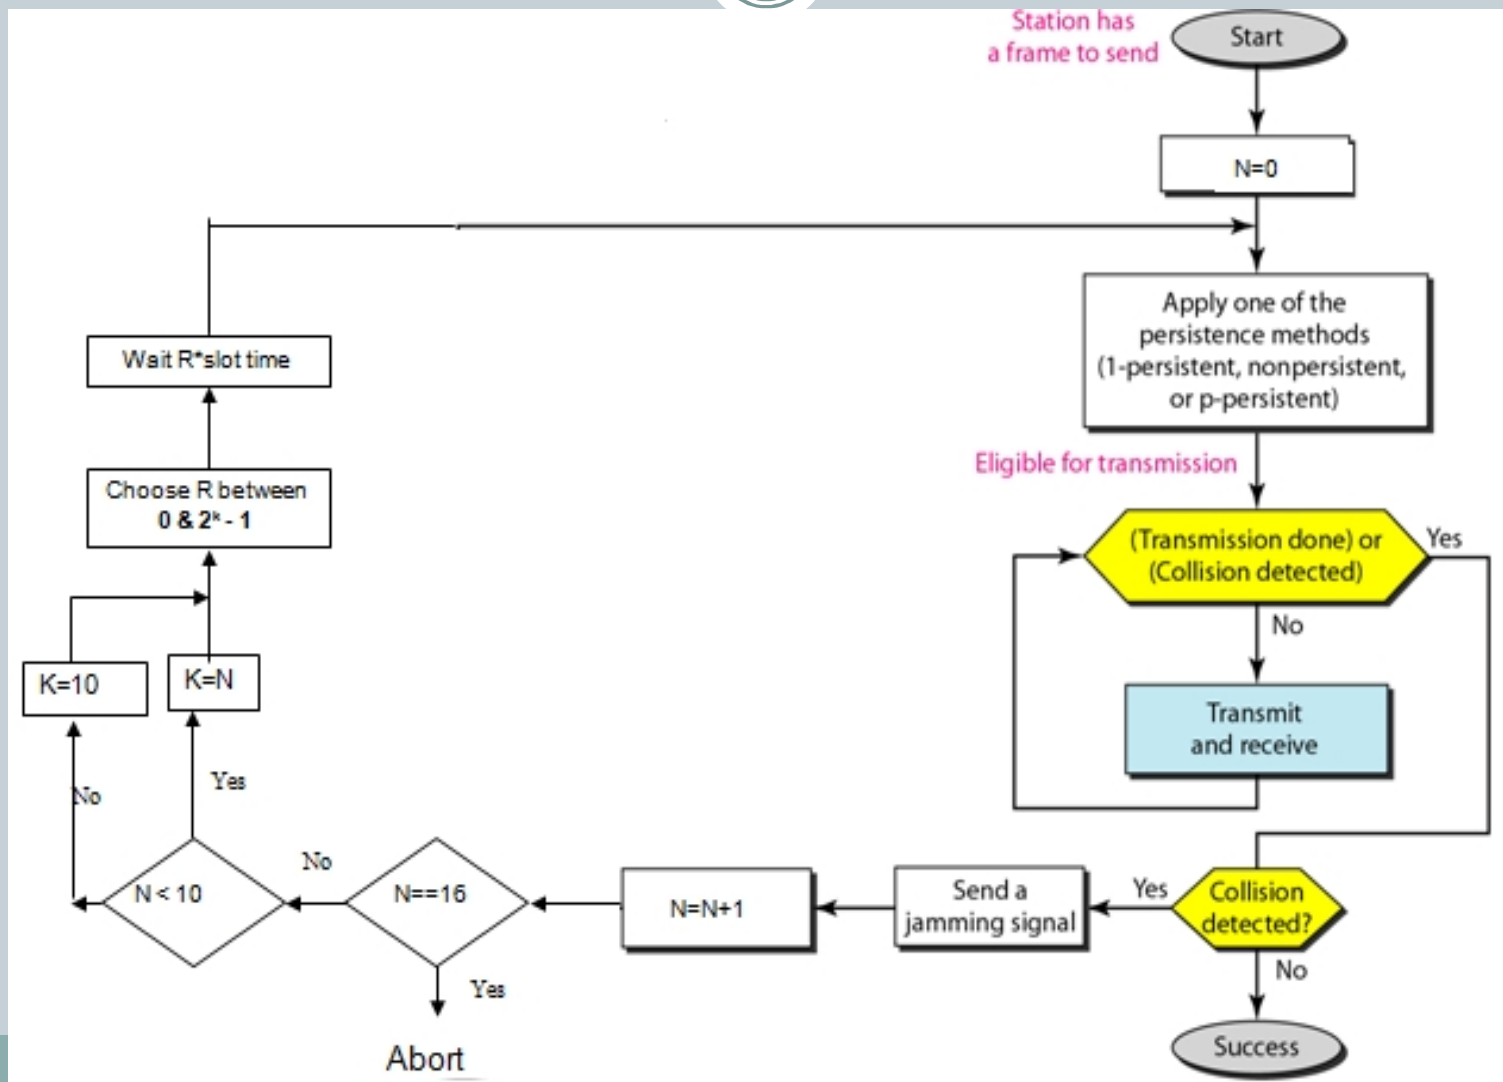 Station has
a frame to send
Start
N=0
Apply one of the
persistence methods
(1-persistent, nonpersistent,
or p-persistent)
Eligible for transmission
(Transmission done) or
(Collision detected)
Yes
No
Transmit
and receive
Collision
detected?
No
Success
Yes
Send a
jamming signal
N=N+1
N==16
Yes
Abort
No
N < 10
Yes
No
K=N
K=10
Choose R between
0 & 2ᵏ - 1
Wait R*slot time